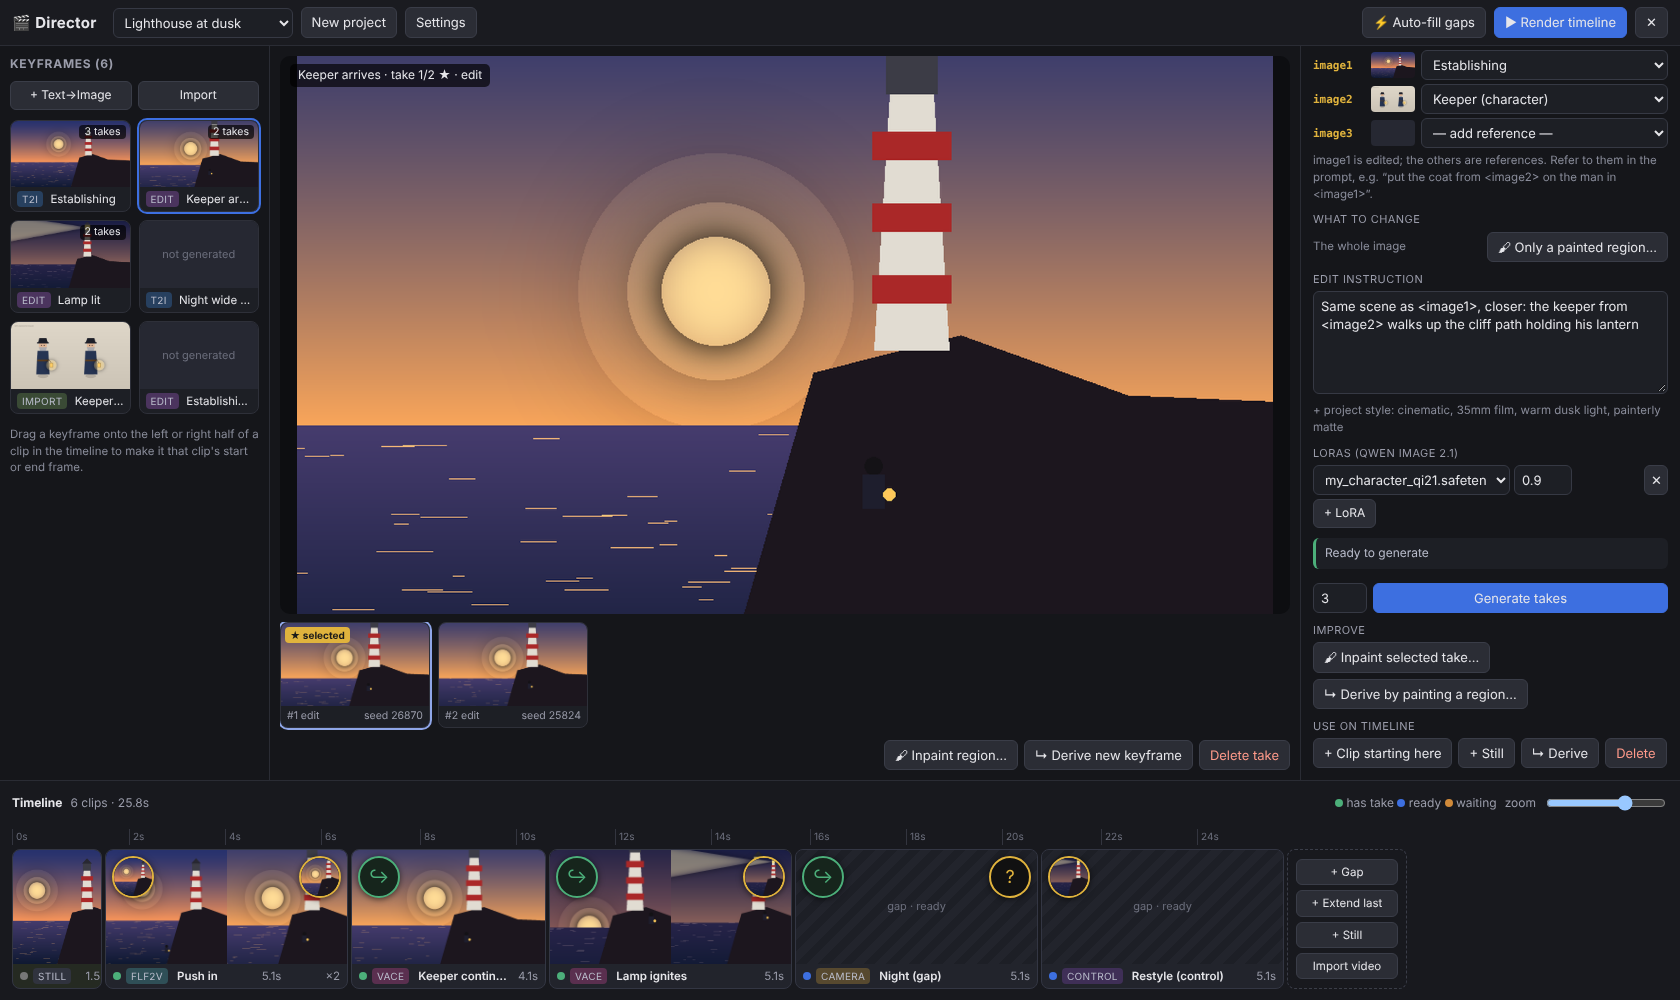 🎬 Director
Lighthouse at dusk
New project
Settings
⚡ Auto-fill gaps
▶ Render timeline
✕
KEYFRAMES (6)
+ Text→Image
Import
3 takes
T2I Establishing
2 takes
EDIT Keeper ar...
2 takes
EDIT Lamp lit
not generated
T2I Night wide ...
IMPORT Keeper...
not generated
EDIT Establishi...
Drag a keyframe onto the left or right half of a
clip in the timeline to make it that clip's start
or end frame.
Keeper arrives · take 1/2 ★ · edit
★ selected
#1 edit seed 26870
#2 edit seed 25824
🖌 Inpaint region...
↳ Derive new keyframe
Delete take
image1 Establishing
image2 Keeper (character)
image3 — add reference —
image1 is edited; the others are references. Refer to them in the
prompt, e.g. “put the coat from <image2> on the man in
<image1>”.
WHAT TO CHANGE
The whole image
🖌 Only a painted region...
EDIT INSTRUCTION
Same scene as <image1>, closer: the keeper from
<image2> walks up the cliff path holding his lantern
+ project style: cinematic, 35mm film, warm dusk light, painterly
matte
LORAS (QWEN IMAGE 2.1)
my_character_qi21.safeten
0.9
✕
+ LoRA
Ready to generate
3
Generate takes
IMPROVE
🖌 Inpaint selected take...
↳ Derive by painting a region...
USE ON TIMELINE
+ Clip starting here
+ Still
↳ Derive
Delete
Timeline 6 clips · 25.8s
has take ready waiting zoom
0s 2s 4s 6s 8s 10s 12s 14s 16s 18s 20s 22s 24s
STILL 1.5
FLF2V Push in 5.1s ×2
↪
VACE Keeper contin... 4.1s
↪
VACE Lamp ignites 5.1s
↪
?
gap · ready
CAMERA Night (gap) 5.1s
gap · ready
CONTROL Restyle (control) 5.1s
+ Gap
+ Extend last
+ Still
Import video